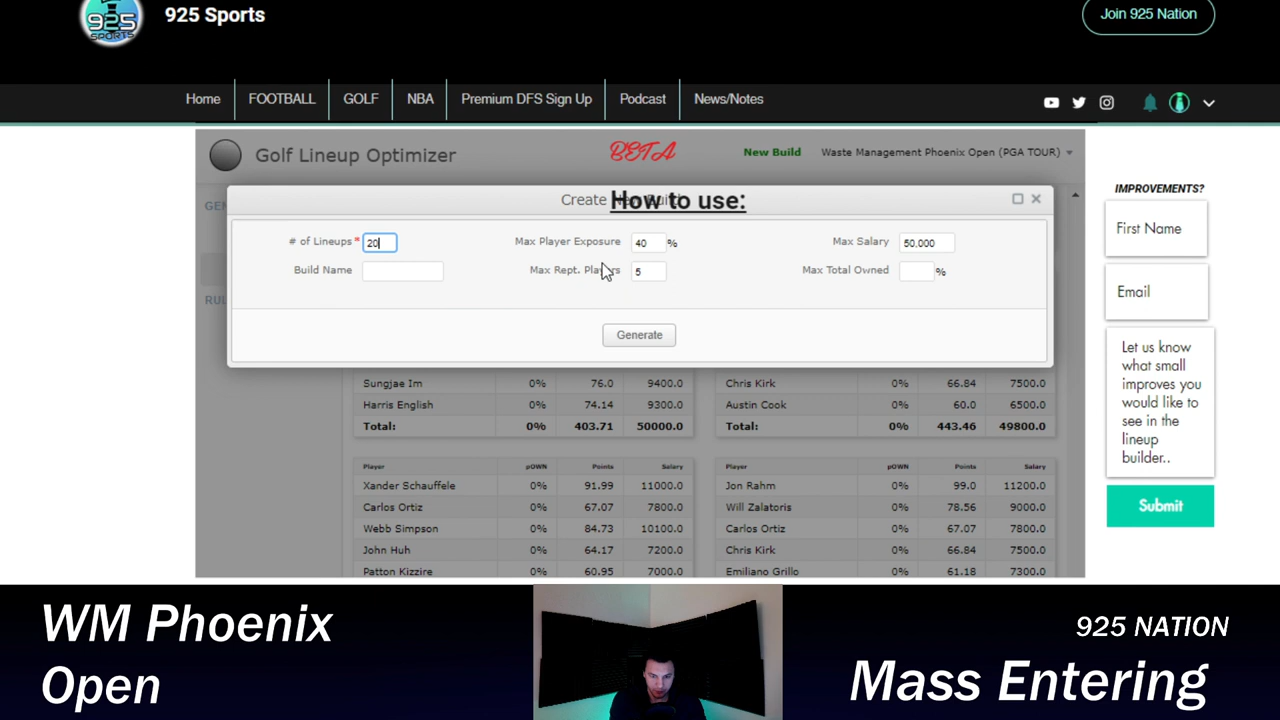 925 Sports
925
SPORTS
Join 925 Nation
Home FOOTBALL GOLF NBA Premium DFS Sign Up Podcast News/Notes
Golf Lineup Optimizer BETA New Build Waste Management Phoenix Open (PGA TOUR)
How to use:
# of Lineups * 20 Max Player Exposure 40 % Max Salary 50.000
Build Name Max Rept. Players 5 Max Total Owned %
Generate
Sungjae Im 0% 76.0 9400.0 Chris Kirk 0% 66.84 7500.0
Harris English 0% 74.14 9300.0 Austin Cook 0% 60.0 6500.0
Total: 0% 403.71 50000.0 Total: 0% 443.46 49800.0
Player pOWN Points Salary Player pOWN Points Salary
Xander Schauffele 0% 91.99 11000.0 Jon Rahm 0% 99.0 11200.0
Carlos Ortiz 0% 67.07 7800.0 Will Zalatoris 0% 78.56 9000.0
Webb Simpson 0% 84.73 10100.0 Carlos Ortiz 0% 67.07 7800.0
John Huh 0% 64.17 7200.0 Chris Kirk 0% 66.84 7500.0
Patton Kizzire 0% 60.95 7000.0 Emiliano Grillo 0% 61.18 7300.0
IMPROVEMENTS?
First Name
Email
Let us know
what small
improves you
would like to
see in the
lineup
builder..
Submit
WM Phoenix
Open
925 NATION
Mass Entering